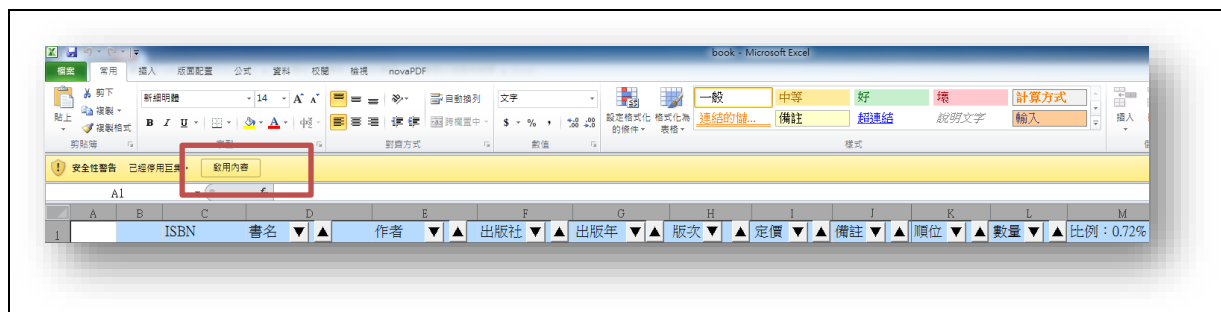 book - Microsoft Excel
檔案 常用 插入 版面配置 公式 資料 校閱 檢視 novaPDF
剪下 新細明體 14 A A 自動換列 文字 一般 中等 好 壞 計算方式
貼上 複製 設定格式化的條件 格式化為表格 插入
複製格式 B I U A 中 跨欄置中 $ % , .00 連結的儲... 備註 超連結 說明文字 輸入
剪貼簿 對齊方式 數值 樣式
安全性警告 已經停用巨集。 啟用內容
A1
A B C D E F G H I J K L M
1 ISBN 書名 ▼ ▲ 作者 ▼ ▲ 出版社 ▼ ▲ 出版年 ▼ ▲ 版次 ▼ ▲ 定價 ▼ ▲ 備註 ▼ ▲ 順位 ▼ ▲ 數量 ▼ ▲ 比例：0.72%